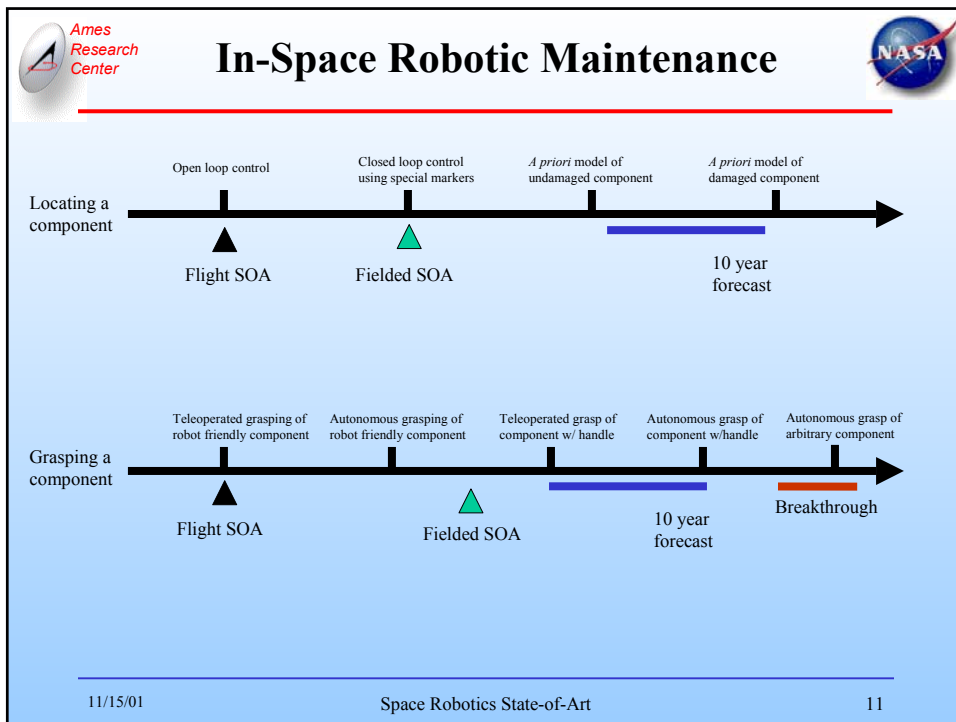 Ames
Research
Center
In-Space Robotic Maintenance
NASA
Open loop control
Closed loop control
using special markers
A priori model of
undamaged component
A priori model of
damaged component
Locating a
component
Flight SOA
Fielded SOA
10 year
forecast
Teleoperated grasping of
robot friendly component
Autonomous grasping of
robot friendly component
Teleoperated grasp of
component w/ handle
Autonomous grasp of
component w/handle
Autonomous grasp of
arbitrary component
Grasping a
component
Flight SOA
Fielded SOA
10 year
forecast
Breakthrough
11/15/01
Space Robotics State-of-Art
11